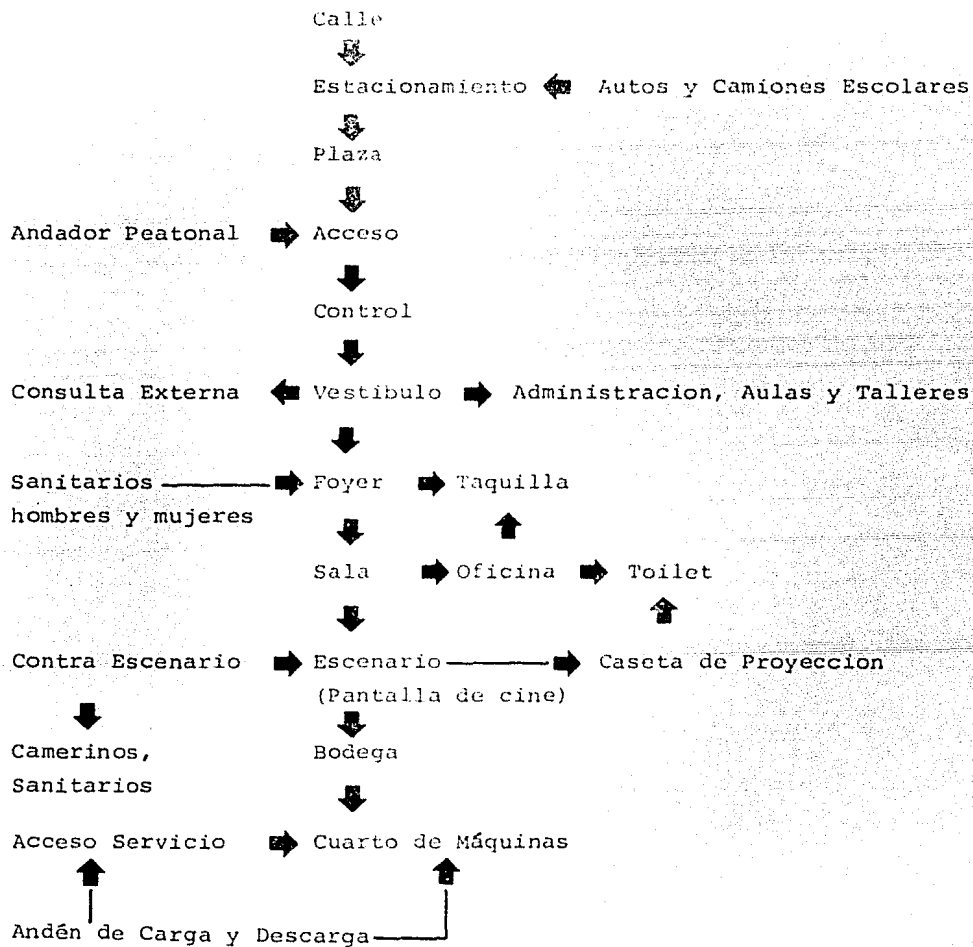 Calle
Estacionamiento Autos y Camiones Escolares
Plaza
Andador Peatonal Acceso
Control
Consulta Externa Vestíbulo Administracion, Aulas y Talleres
Sanitarios Foyer Taquilla
hombres y mujeres
Sala Oficina Toilet
Contra Escenario Escenario Caseta de Proyeccion
(Pantalla de cine)
Camerinos, Bodega
Sanitarios
Acceso Servicio Cuarto de Máquinas
Andén de Carga y Descarga